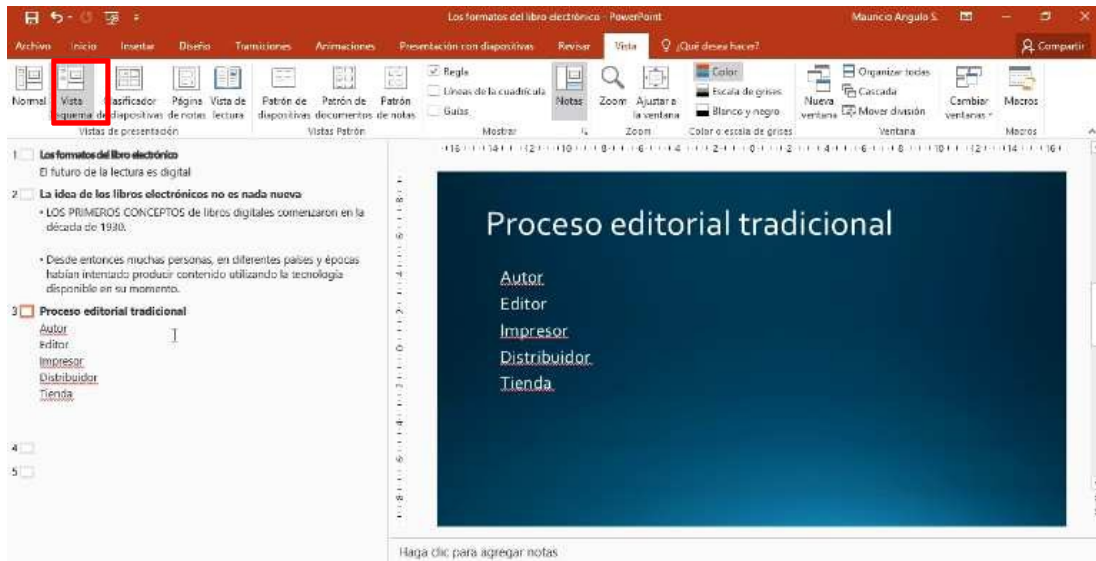 Los formatos del libro electrónico - PowerPoint
Mauricio Angulo S.
Archivo Inicio Insertar Diseño Transiciones Animaciones Presentación con diapositivas Revisar Vista ¿Qué desea hacer? Compartir
Normal
Vista esquema
Clasificador de diapositivas
Página de notas
Vista de lectura
Vistas de presentación
Patrón de diapositivas
Patrón de documentos
Patrón de notas
Vistas Patrón
Regla
Líneas de la cuadrícula
Guías
Mostrar
Notas
Zoom
Ajustar a la ventana
Zoom
Color
Escala de grises
Blanco y negro
Color o escala de grises
Nueva ventana
Organizar todas
Cascada
Mover división
Cambiar ventanas
Ventana
Macros
Macros
1 Los formatos del libro electrónico
El futuro de la lectura es digital
2 La idea de los libros electrónicos no es nada nueva
• LOS PRIMEROS CONCEPTOS de libros digitales comenzaron en la
década de 1930.
• Desde entonces muchas personas, en diferentes países y épocas
habían intentado producir contenido utilizando la tecnología
disponible en su momento.
3 Proceso editorial tradicional
Autor
Editor
Impresor
Distribuidor
Tienda
4
5
Proceso editorial tradicional
Autor
Editor
Impresor
Distribuidor
Tienda
Haga clic para agregar notas